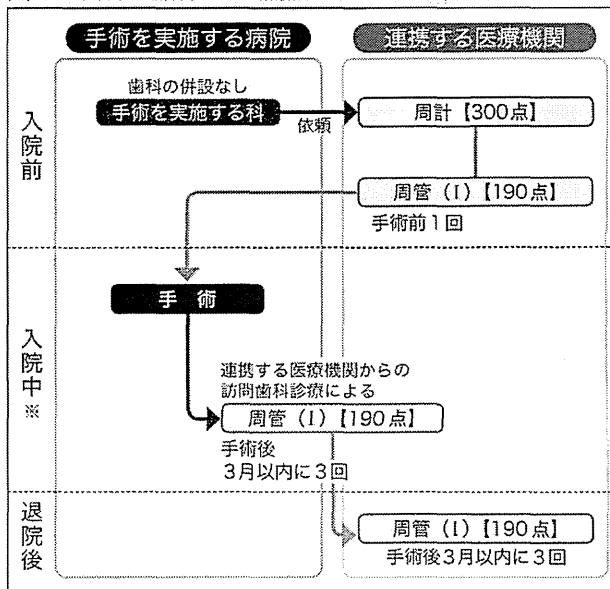 手術を実施する病院
連携する医療機関
入院前
歯科の併設なし
手術を実施する科
依頼
周計【300点】
周管（Ⅰ）【190点】
手術前１回
入院中※
手術
連携する医療機関からの
訪問歯科診療による
周管（Ⅰ）【190点】
手術後
３月以内に３回
退院後
周管（Ⅰ）【190点】
手術後３月以内に３回